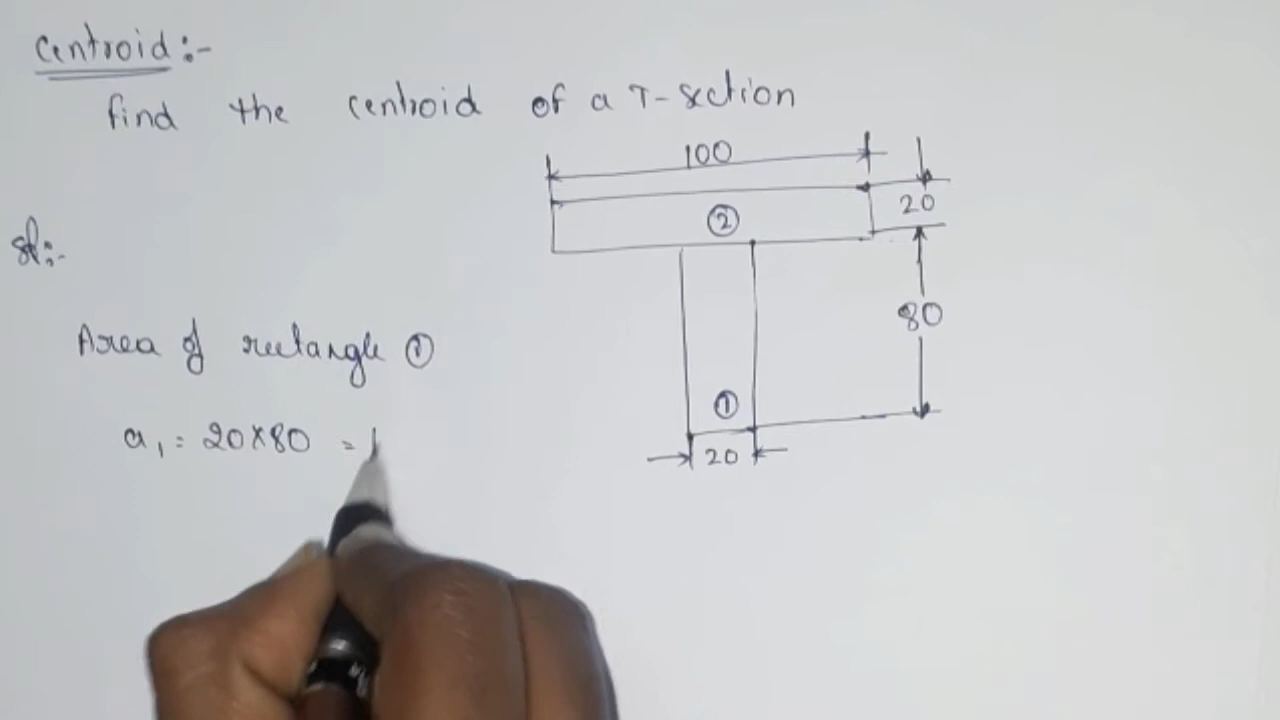 Centroid:-
find the centroid of a T-section
100
20
②
Sol:-
80
Area of rectangle ①
①
a₁ = 20×80 =
20